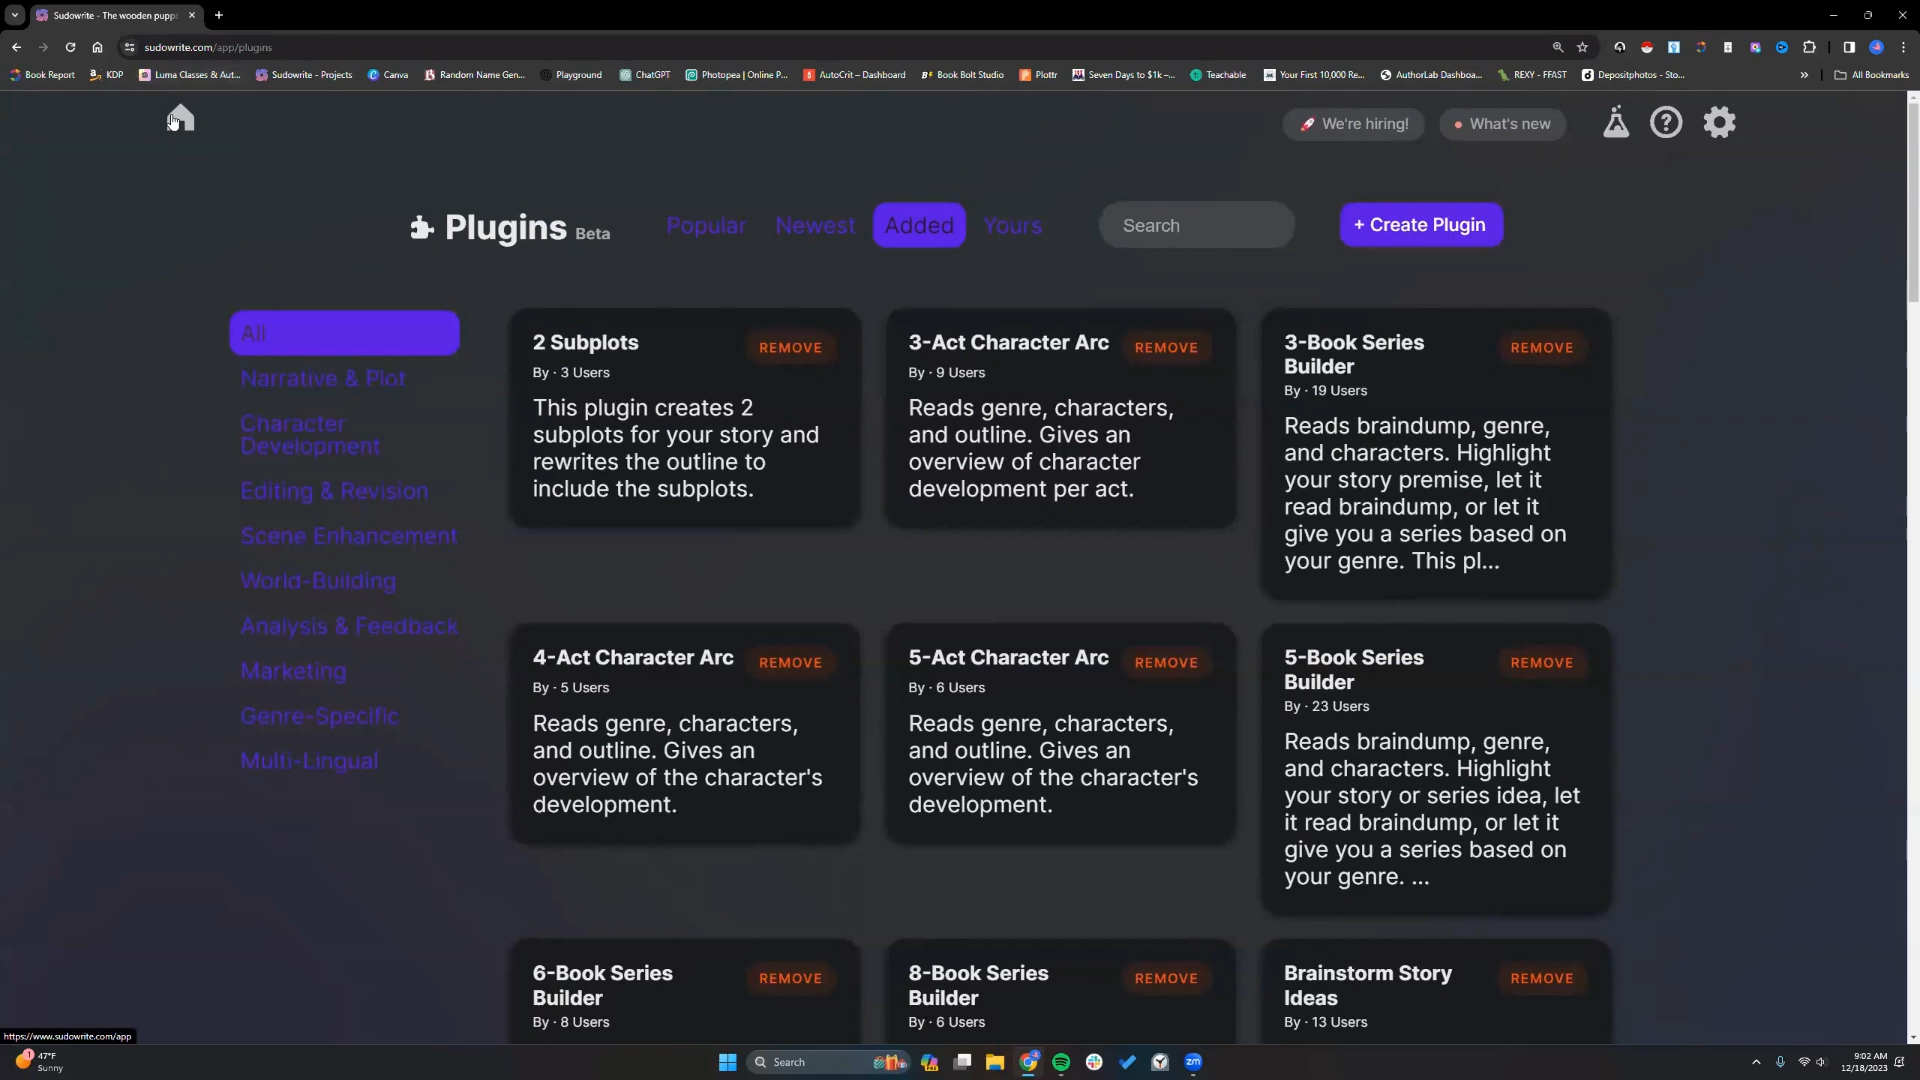 Sudowrite - The wooden pupp
sudowrite.com/app/plugins
Book Report
KDP
Luma Classes & Aut...
Sudowrite - Projects
Canva
Random Name Gen...
Playground
ChatGPT
Photopea | Online P...
AutoCrit – Dashboard
Book Bolt Studio
Plottr
Seven Days to $1k –...
Teachable
Your First 10,000 Re...
AuthorLab Dashboa...
REXY - FFAST
Depositphotos - Sto...
All Bookmarks
We're hiring!
What's new
Plugins Beta
Popular
Newest
Added
Yours
Search
+ Create Plugin
All
Narrative & Plot
Character
Development
Editing & Revision
Scene Enhancement
World-Building
Analysis & Feedback
Marketing
Genre-Specific
Multi-Lingual
2 Subplots
REMOVE
By · 3 Users
This plugin creates 2
subplots for your story and
rewrites the outline to
include the subplots.
3-Act Character Arc
REMOVE
By · 9 Users
Reads genre, characters,
and outline. Gives an
overview of character
development per act.
3-Book Series
Builder
REMOVE
By · 19 Users
Reads braindump, genre,
and characters. Highlight
your story premise, let it
read braindump, or let it
give you a series based on
your genre. This pl...
4-Act Character Arc
REMOVE
By · 5 Users
Reads genre, characters,
and outline. Gives an
overview of the character's
development.
5-Act Character Arc
REMOVE
By · 6 Users
Reads genre, characters,
and outline. Gives an
overview of the character's
development.
5-Book Series
Builder
REMOVE
By · 23 Users
Reads braindump, genre,
and characters. Highlight
your story or series idea, let
it read braindump, or let it
give you a series based on
your genre. ...
6-Book Series
Builder
REMOVE
By · 8 Users
8-Book Series
Builder
REMOVE
By · 6 Users
Brainstorm Story
Ideas
REMOVE
By · 13 Users
https://www.sudowrite.com/app
1
47°F
Sunny
Search
zm
9:02 AM
12/18/2023